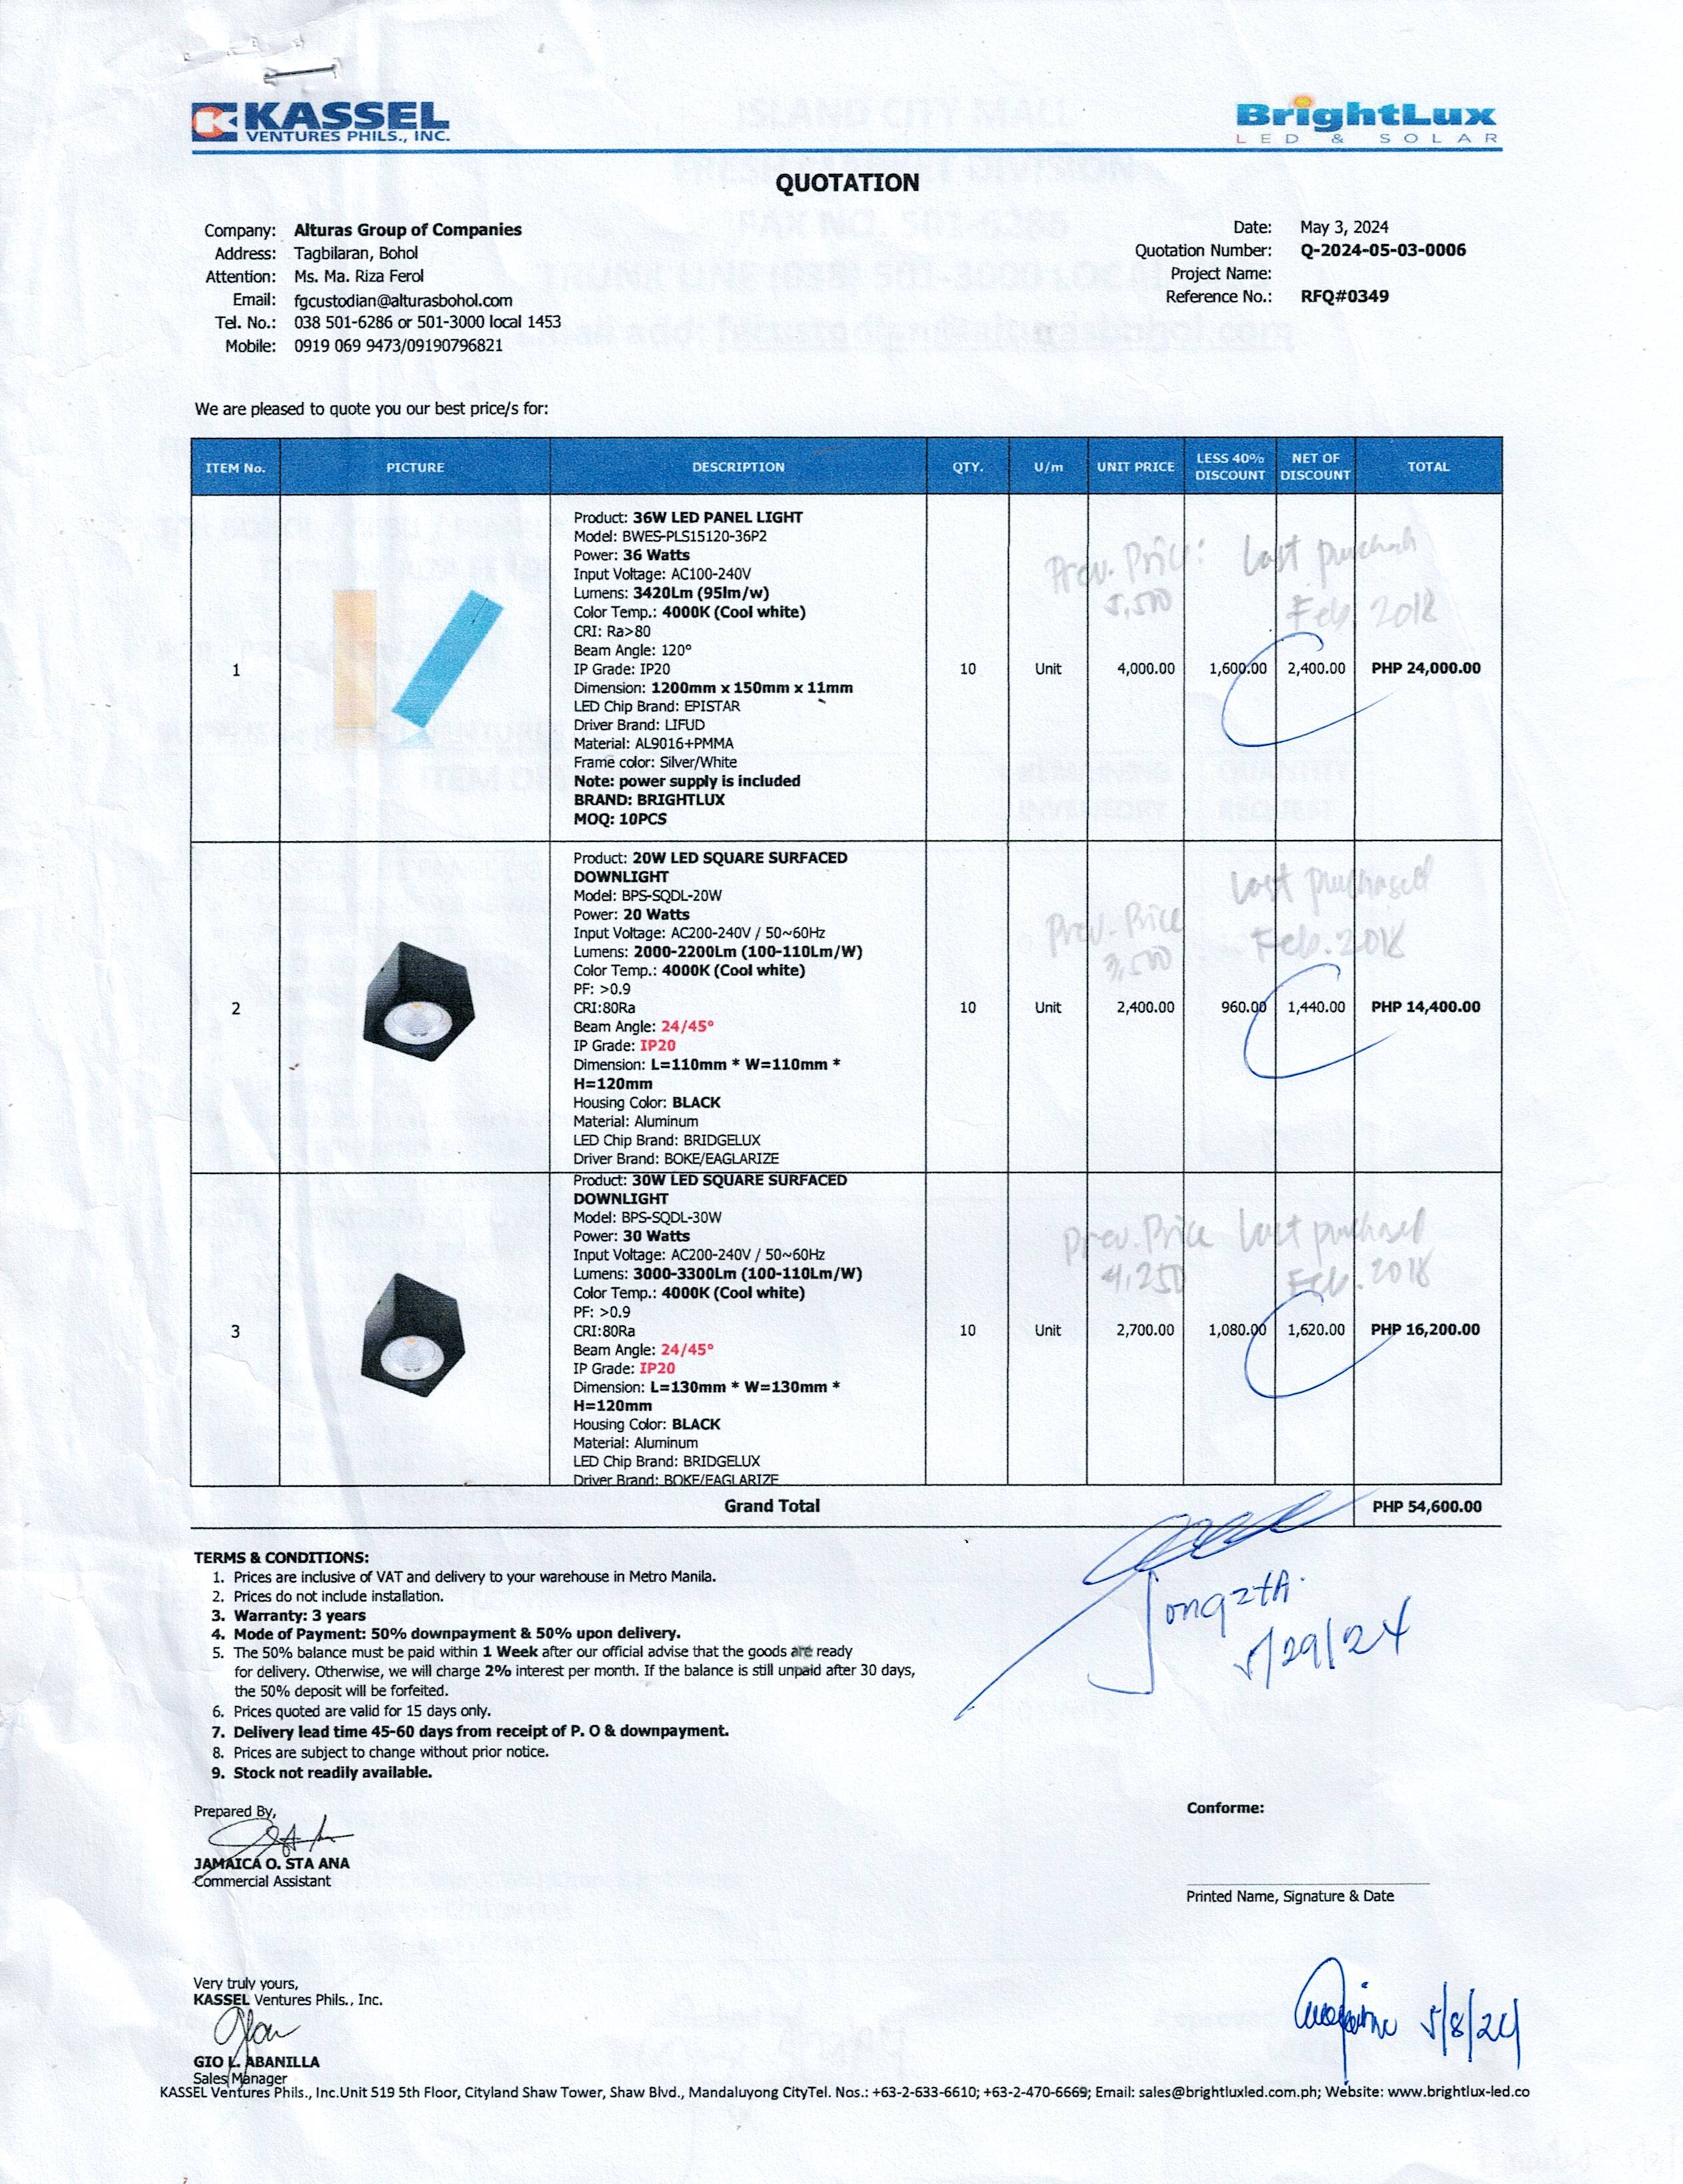 KASSEL
VENTURES PHILS., INC.
BrightLux
LED & SOLAR
QUOTATION
Company: Alturas Group of Companies
Address: Tagbilaran, Bohol
Attention: Ms. Ma. Riza Ferol
Email: fgcustodian@alturasbohol.com
Tel. No.: 038 501-6286 or 501-3000 local 1453
Mobile: 0919 069 9473/09190796821
Date: May 3, 2024
Quotation Number: Q-2024-05-03-0006
Project Name:
Reference No.: RFQ#0349
We are pleased to quote you our best price/s for:
ITEM No. PICTURE DESCRIPTION QTY. U/m UNIT PRICE LESS 40% DISCOUNT NET OF DISCOUNT TOTAL
Product: 36W LED PANEL LIGHT
Model: BWES-PLS15120-36P2
Power: 36 Watts
Input Voltage: AC100-240V
Lumens: 3420Lm (95lm/w)
Color Temp.: 4000K (Cool white)
CRI: Ra>80
Beam Angle: 120°
IP Grade: IP20
Dimension: 1200mm x 150mm x 11mm
LED Chip Brand: EPISTAR
Driver Brand: LIFUD
Material: AL9016+PMMA
Frame color: Silver/White
Note: power supply is included
BRAND: BRIGHTLUX
MOQ: 10PCS
Prev. Price: Last purchash
5,500 Feb. 2018
1 10 Unit 4,000.00 1,600.00 2,400.00 PHP 24,000.00
Product: 20W LED SQUARE SURFACED
DOWNLIGHT
Model: BPS-SQDL-20W
Power: 20 Watts
Input Voltage: AC200-240V / 50~60Hz
Lumens: 2000-2200Lm (100-110Lm/W)
Color Temp.: 4000K (Cool white)
PF: >0.9
CRI:80Ra
Beam Angle: 24/45°
IP Grade: IP20
Dimension: L=110mm * W=110mm *
H=120mm
Housing Color: BLACK
Material: Aluminum
LED Chip Brand: BRIDGELUX
Driver Brand: BOKE/EAGLARIZE
Last purchased
Prev. Price Feb. 2018
3,500
2 10 Unit 2,400.00 960.00 1,440.00 PHP 14,400.00
Product: 30W LED SQUARE SURFACED
DOWNLIGHT
Model: BPS-SQDL-30W
Power: 30 Watts
Input Voltage: AC200-240V / 50~60Hz
Lumens: 3000-3300Lm (100-110Lm/W)
Color Temp.: 4000K (Cool white)
PF: >0.9
CRI:80Ra
Beam Angle: 24/45°
IP Grade: IP20
Dimension: L=130mm * W=130mm *
H=120mm
Housing Color: BLACK
Material: Aluminum
LED Chip Brand: BRIDGELUX
Driver Brand: BOKE/EAGLARIZE
Prev. Price Last purchased
4,250 Feb. 2018
3 10 Unit 2,700.00 1,080.00 1,620.00 PHP 16,200.00
Grand Total PHP 54,600.00
TERMS & CONDITIONS:
1. Prices are inclusive of VAT and delivery to your warehouse in Metro Manila.
2. Prices do not include installation.
3. Warranty: 3 years
4. Mode of Payment: 50% downpayment & 50% upon delivery.
5. The 50% balance must be paid within 1 Week after our official advise that the goods are ready
for delivery. Otherwise, we will charge 2% interest per month. If the balance is still unpaid after 30 days,
the 50% deposit will be forfeited.
6. Prices quoted are valid for 15 days only.
7. Delivery lead time 45-60 days from receipt of P. O & downpayment.
8. Prices are subject to change without prior notice.
9. Stock not readily available.
5/29/24
Prepared By,
JAMAICA O. STA ANA
Commercial Assistant
Conforme:
Printed Name, Signature & Date
Very truly yours,
KASSEL Ventures Phils., Inc.
GIO L. ABANILLA
Sales Manager
5/8/24
KASSEL Ventures Phils., Inc.Unit 519 5th Floor, Cityland Shaw Tower, Shaw Blvd., Mandaluyong CityTel. Nos.: +63-2-633-6610; +63-2-470-6669; Email: sales@brightluxled.com.ph; Website: www.brightlux-led.co